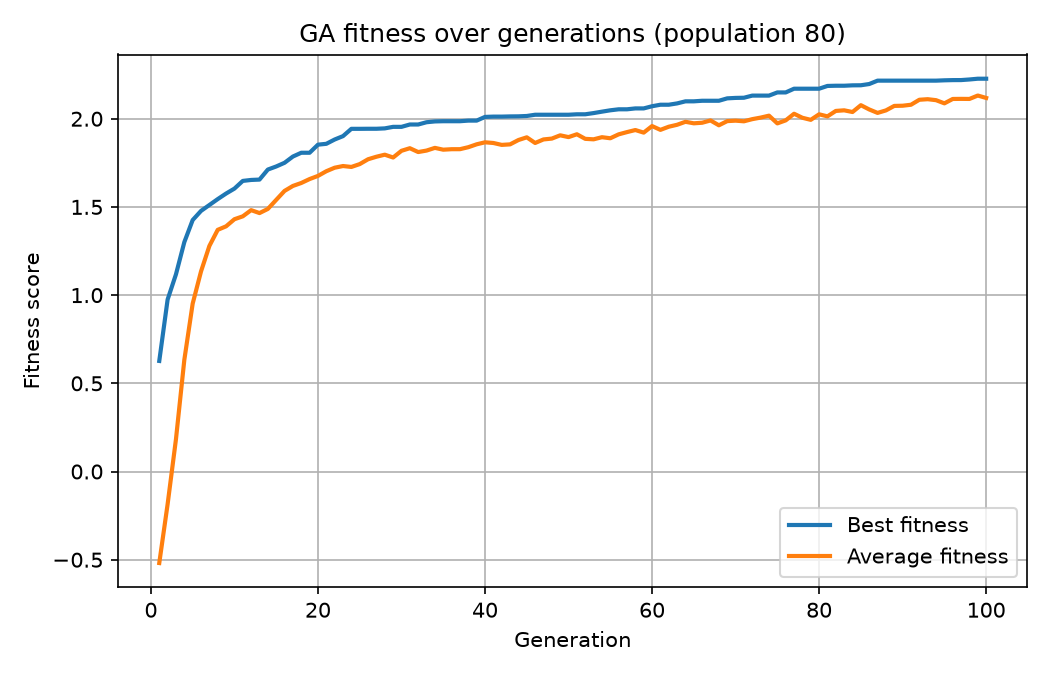 GA fitness over generations (population 80)
2.0
1.5
1.0
0.5
0.0
−0.5
Fitness score
0 20 40 60 80 100
Generation
Best fitness
Average fitness